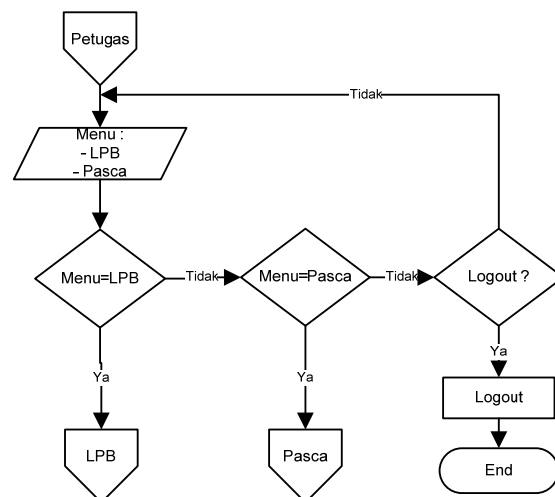 Petugas
Tidak
Menu :
- LPB
- Pasca
Menu=LPB
Tidak
Menu=Pasca
Tidak
Logout ?
Ya
Ya
Ya
Logout
LPB
Pasca
End